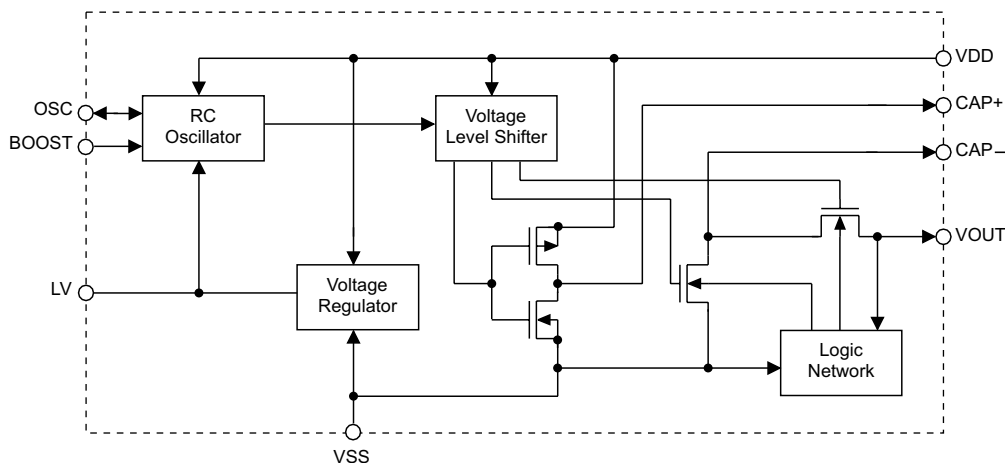 VDD
OSC
RC
Oscillator
Voltage
Level Shifter
CAP+
BOOST
CAP–
VOUT
LV
Voltage
Regulator
Logic
Network
VSS